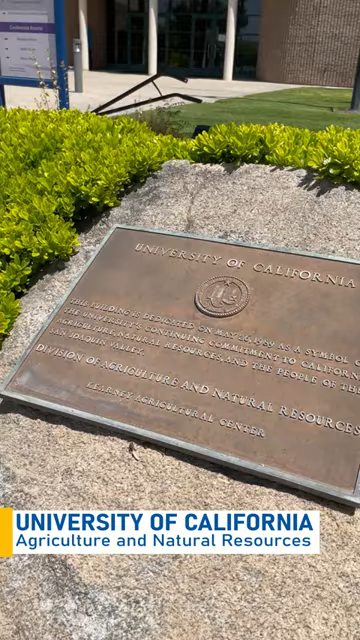 UNIVERSITY OF CALIFORNIA
THIS BUILDING IS DEDICATED ON MAY 26, 1989 AS A SYMBOL O
THE UNIVERSITY'S CONTINUING COMMITMENT TO CALIFORN
AGRICULTURE, NATURAL RESOURCES, AND THE PEOPLE OF THE
SAN JOAQUIN VALLEY.
DIVISION OF AGRICULTURE AND NATURAL RESOURCES
KEARNEY AGRICULTURAL CENTER
UNIVERSITY OF CALIFORNIA
Agriculture and Natural Resources